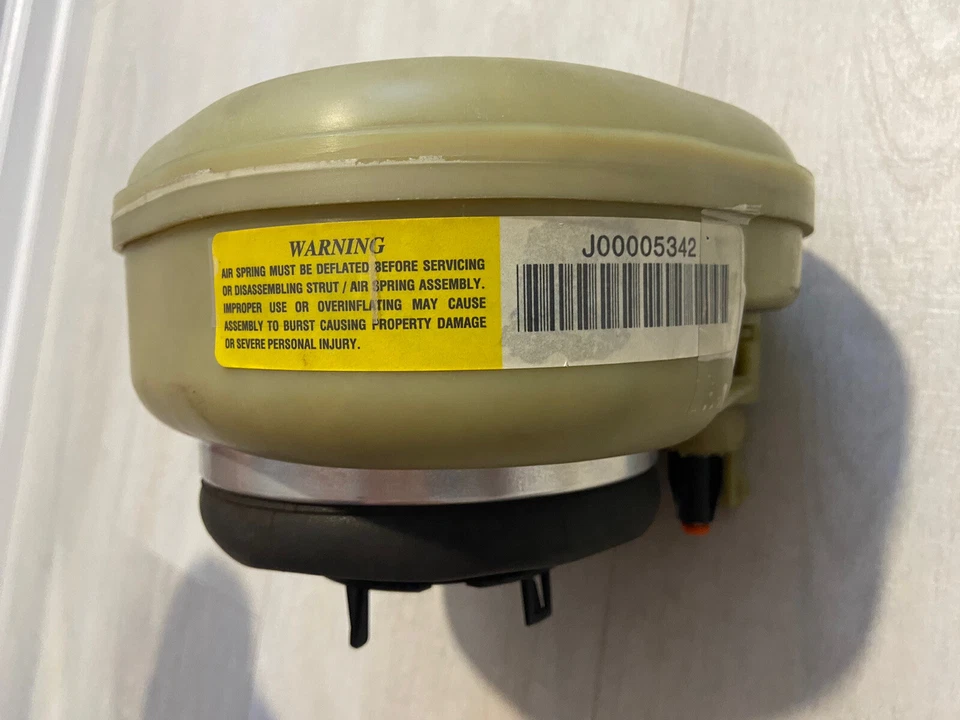 WARNING
AIR SPRING MUST BE DEFLATED BEFORE SERVICING
OR DISASSEMBLING STRUT / AIR SPRING ASSEMBLY.
IMPROPER USE OR OVERINFLATING MAY CAUSE
ASSEMBLY TO BURST CAUSING PROPERTY DAMAGE
OR SEVERE PERSONAL INJURY.
J00005342